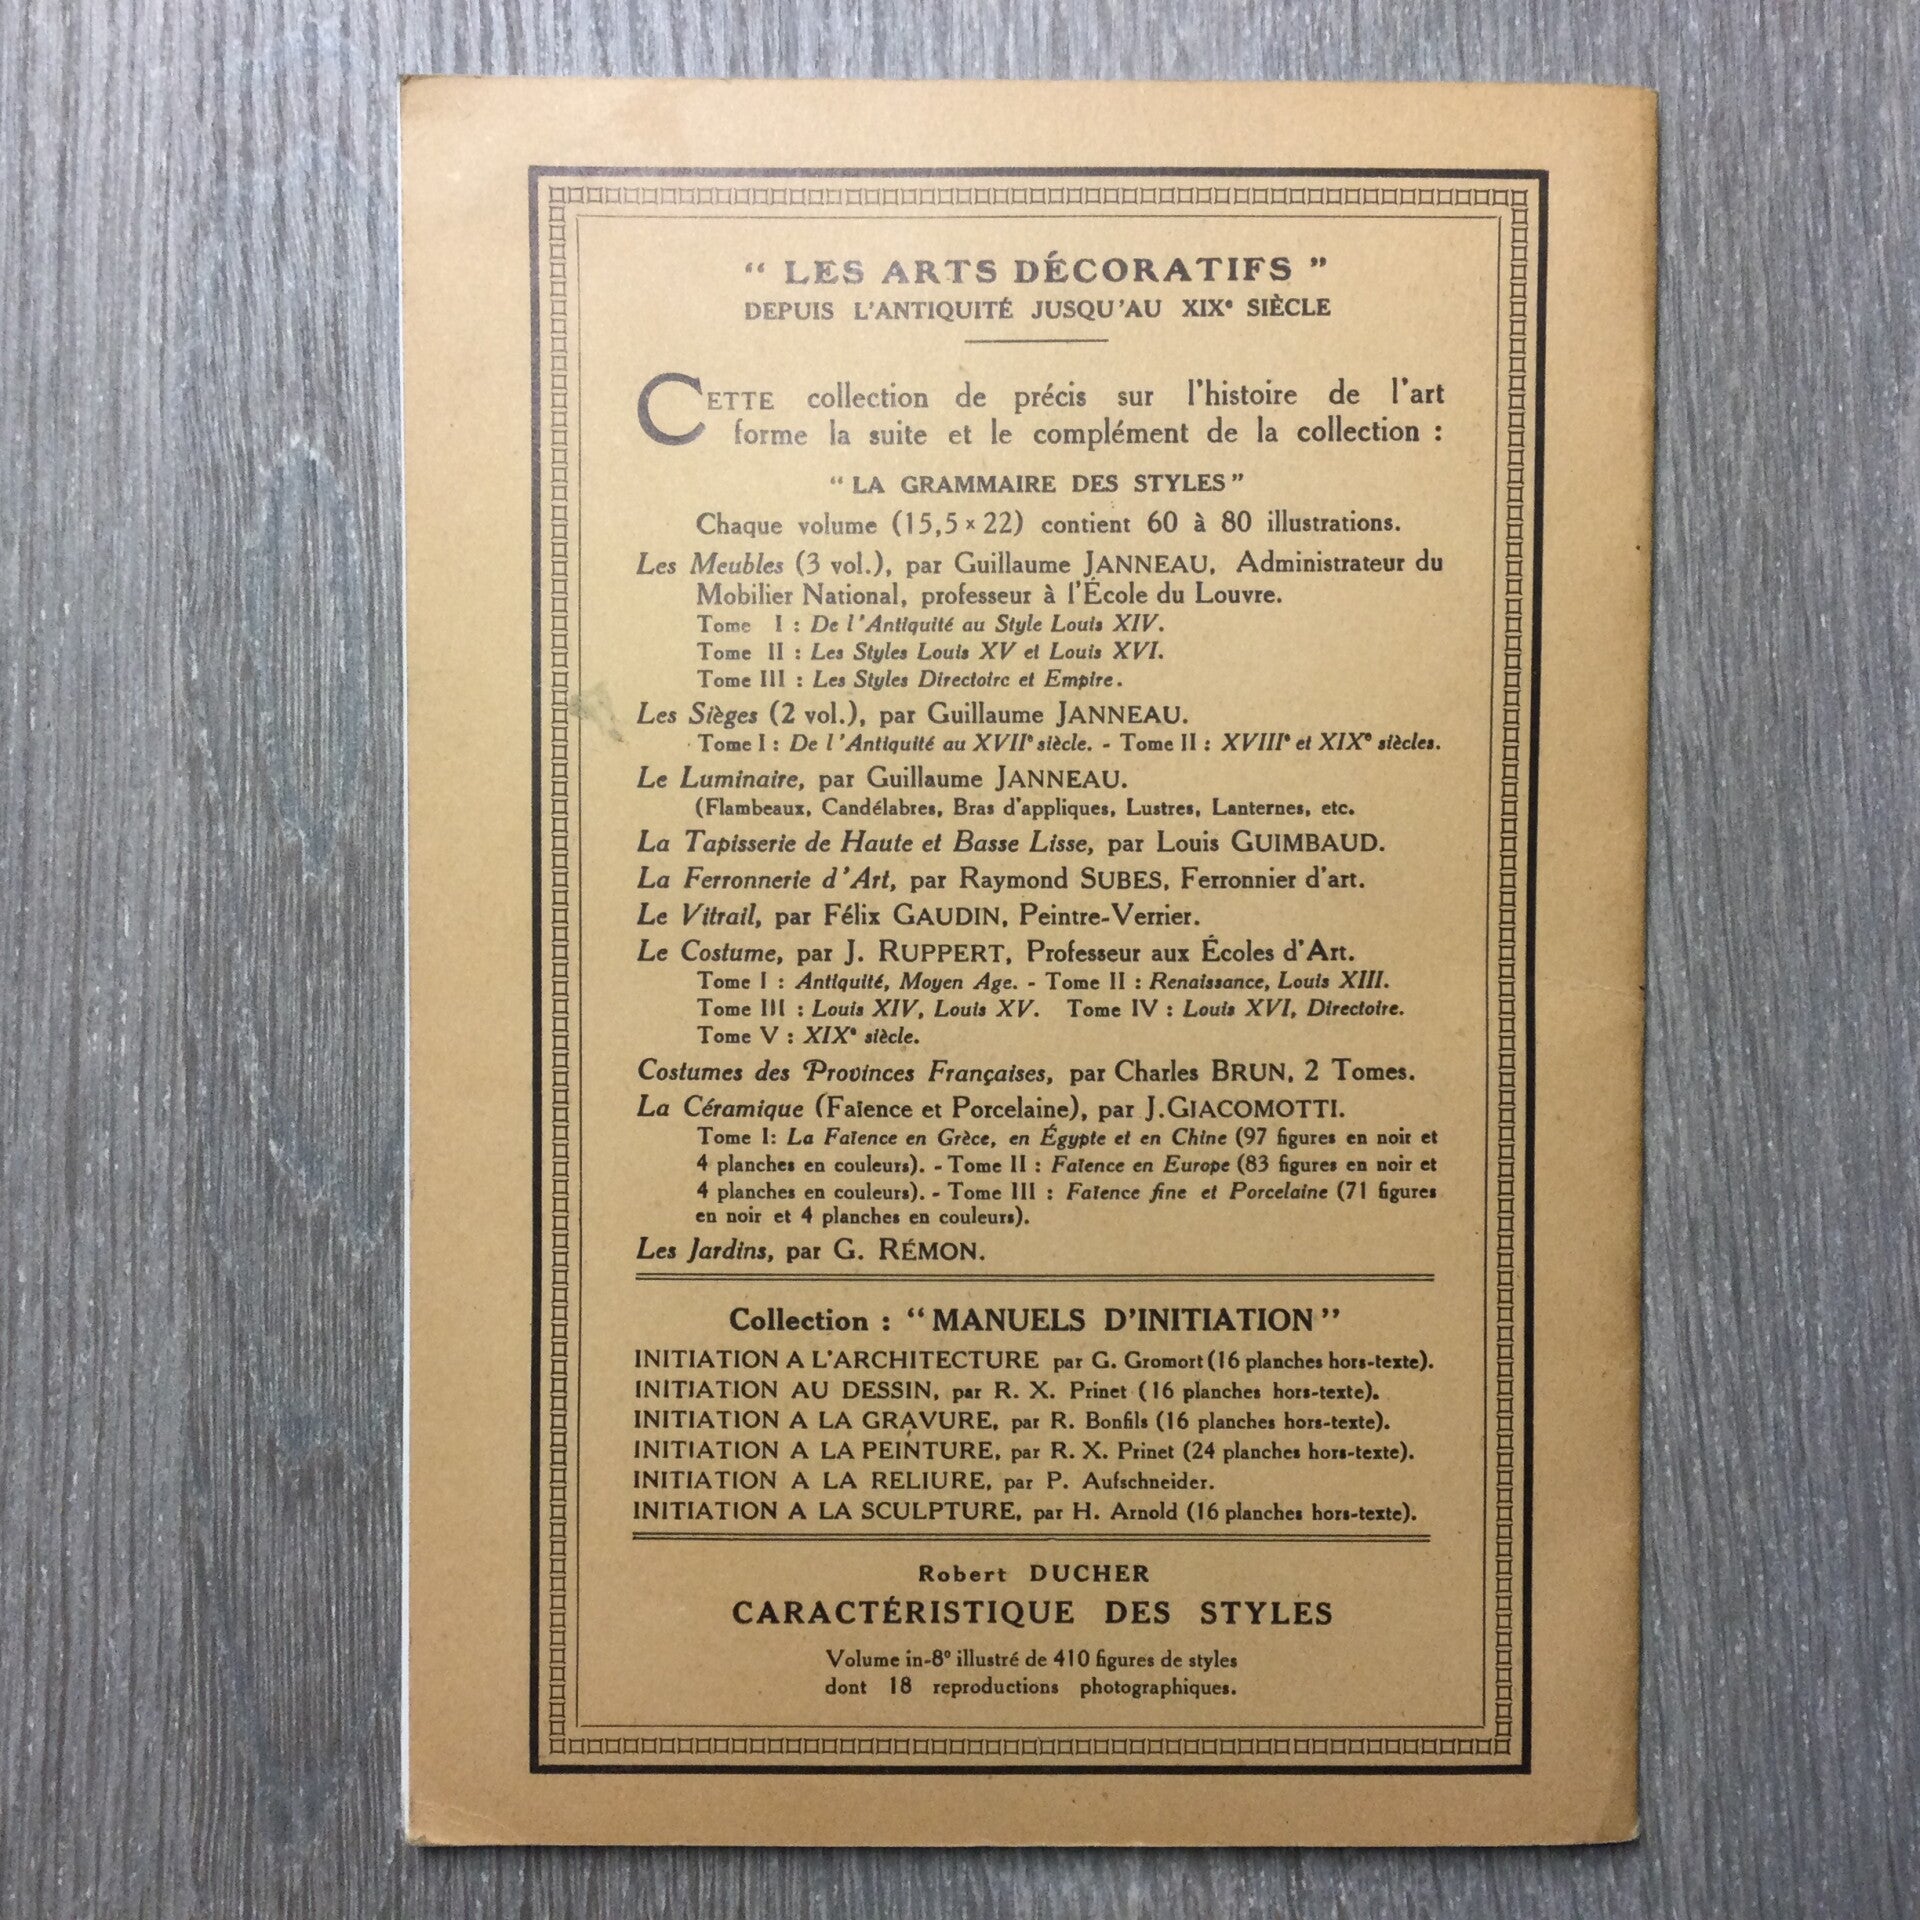 “ LES ARTS DÉCORATIFS ”
DEPUIS L'ANTIQUITÉ JUSQU'AU XIXe SIÈCLE
CETTE collection de précis sur l'histoire de l'art
forme la suite et le complément de la collection :
“ LA GRAMMAIRE DES STYLES ”
Chaque volume (15,5 × 22) contient 60 à 80 illustrations.
Les Meubles (3 vol.), par Guillaume JANNEAU, Administrateur du
Mobilier National, professeur à l'École du Louvre.
Tome I : De l'Antiquité au Style Louis XIV.
Tome II : Les Styles Louis XV et Louis XVI.
Tome III : Les Styles Directoire et Empire.
Les Sièges (2 vol.), par Guillaume JANNEAU.
Tome I : De l'Antiquité au XVIIe siècle. - Tome II : XVIIIe et XIXe siècles.
Le Luminaire, par Guillaume JANNEAU.
(Flambeaux, Candélabres, Bras d'appliques, Lustres, Lanternes, etc.
La Tapisserie de Haute et Basse Lisse, par Louis GUIMBAUD.
La Ferronnerie d'Art, par Raymond SUBES, Ferronnier d'art.
Le Vitrail, par Félix GAUDIN, Peintre-Verrier.
Le Costume, par J. RUPPERT, Professeur aux Écoles d'Art.
Tome I : Antiquité, Moyen Age. - Tome II : Renaissance, Louis XIII.
Tome III : Louis XIV, Louis XV. Tome IV : Louis XVI, Directoire.
Tome V : XIXe siècle.
Costumes des Provinces Françaises, par Charles BRUN, 2 Tomes.
La Céramique (Faïence et Porcelaine), par J.GIACOMOTTI.
Tome I: La Faïence en Grèce, en Égypte et en Chine (97 figures en noir et
4 planches en couleurs). - Tome II : Faïence en Europe (83 figures en noir et
4 planches en couleurs). - Tome III : Faïence fine et Porcelaine (71 figures
en noir et 4 planches en couleurs).
Les Jardins, par G. RÉMON.
Collection : “ MANUELS D'INITIATION ”
INITIATION A L'ARCHITECTURE par G. Gromort (16 planches hors-texte).
INITIATION AU DESSIN, par R. X. Prinet (16 planches hors-texte).
INITIATION A LA GRAVURE, par R. Bonfils (16 planches hors-texte).
INITIATION A LA PEINTURE, par R. X. Prinet (24 planches hors-texte).
INITIATION A LA RELIURE, par P. Aufschneider.
INITIATION A LA SCULPTURE, par H. Arnold (16 planches hors-texte).
Robert DUCHER
CARACTÉRISTIQUE DES STYLES
Volume in-8° illustré de 410 figures de styles
dont 18 reproductions photographiques.